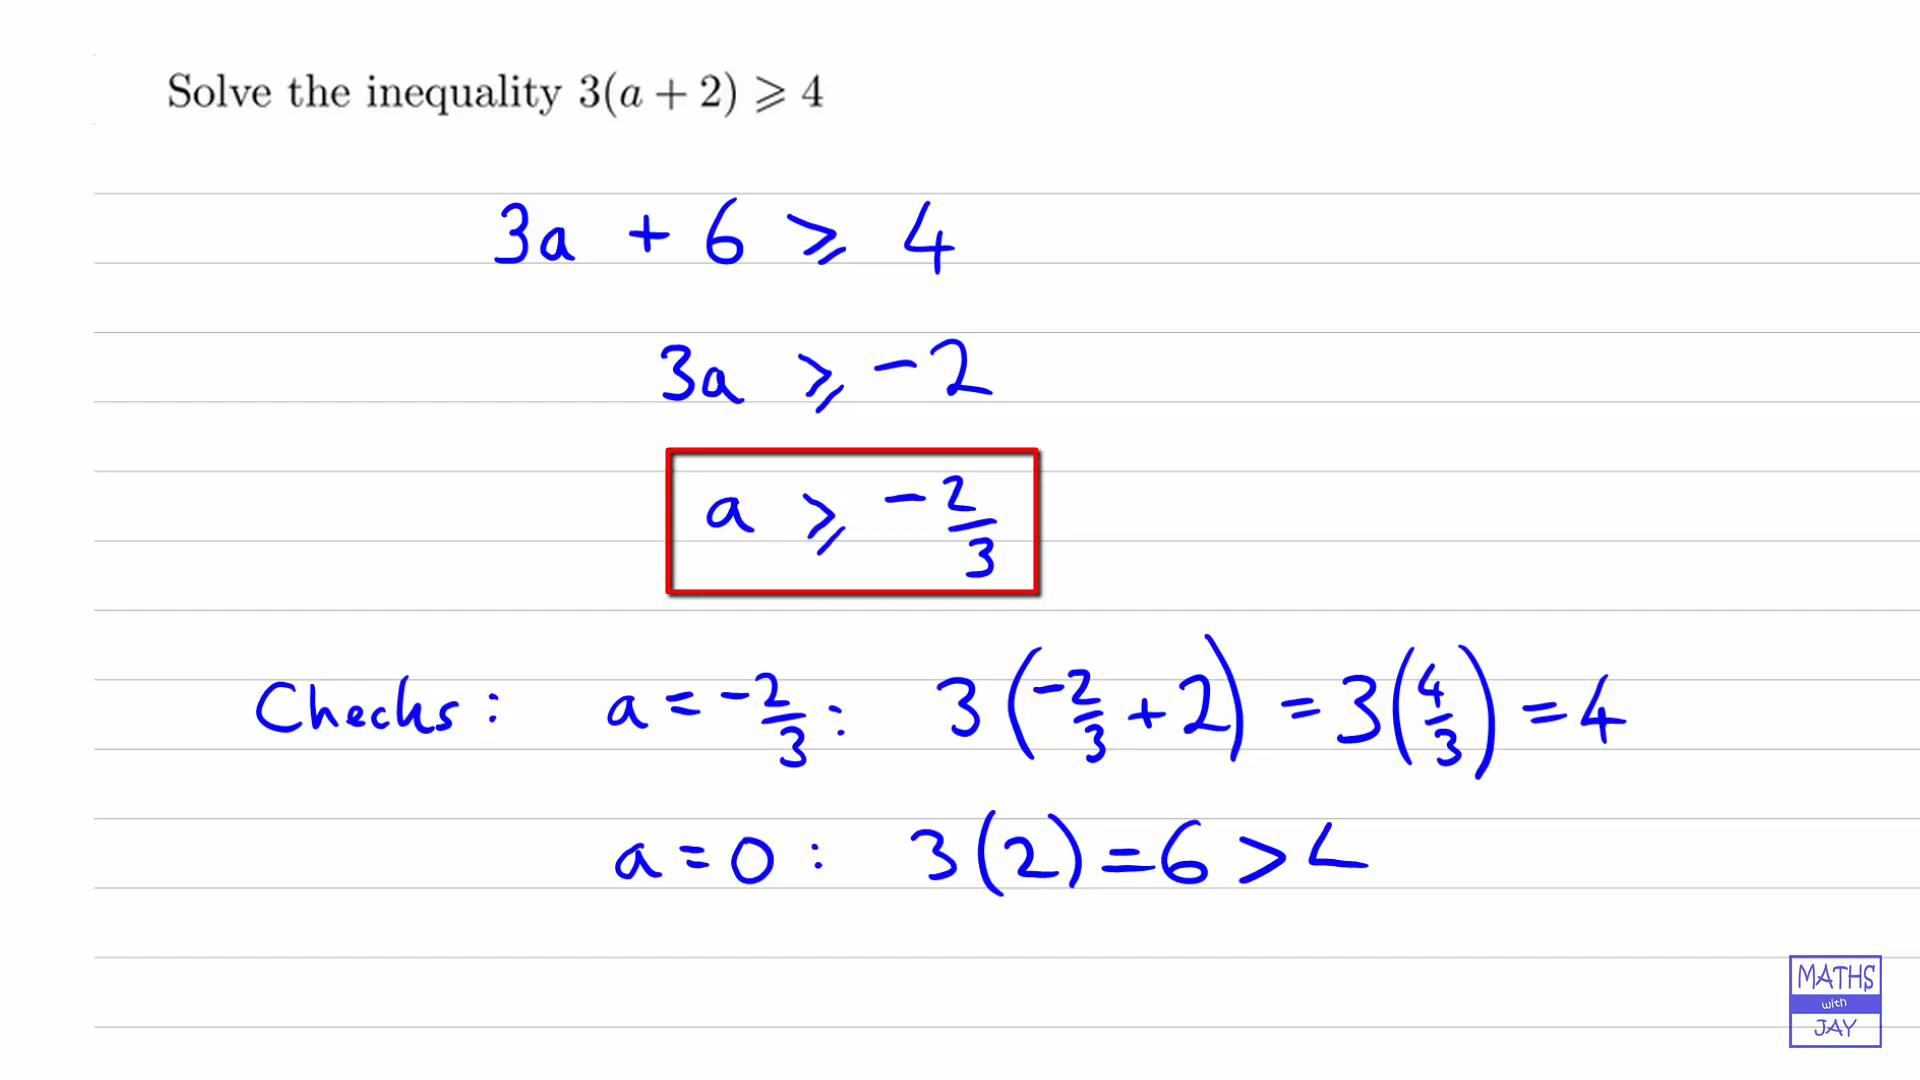 Solve the inequality 3(a + 2) ⩾ 4
3a + 6 ⩾ 4
3a ⩾ -2
a ⩾ -2/3
Checks: a = -2/3 : 3(-2/3 + 2) = 3(4/3) = 4
a = 0 : 3(2) = 6 > 4
MATHS
with
JAY